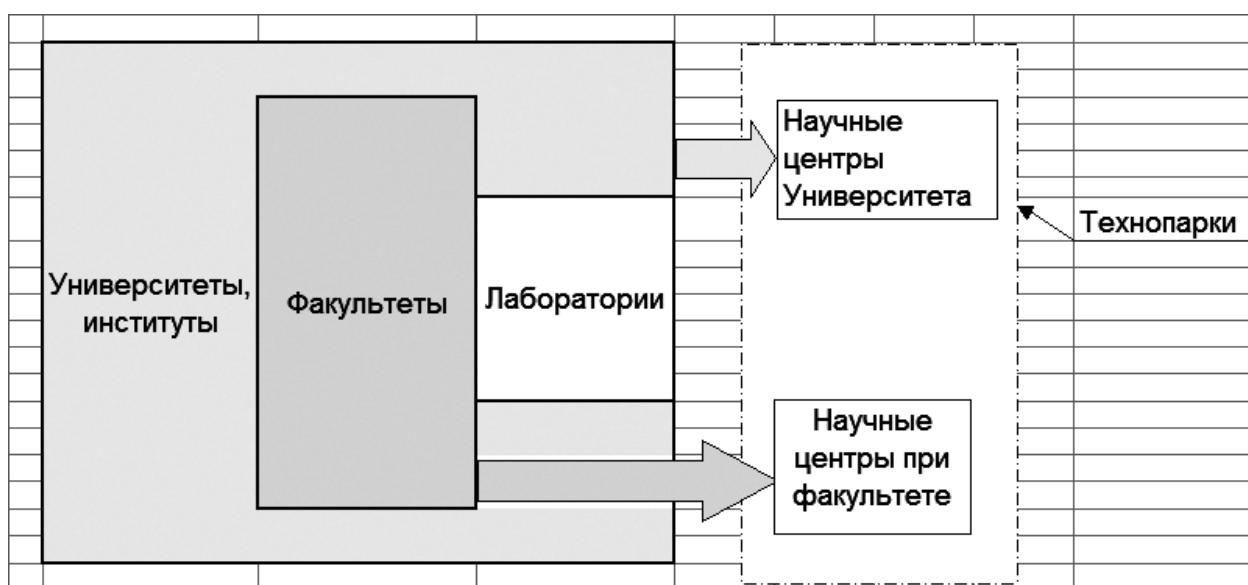 Университеты,
институты
Факультеты
Лаборатории
Научные
центры
Университета
Технопарки
Научные
центры при
факультете